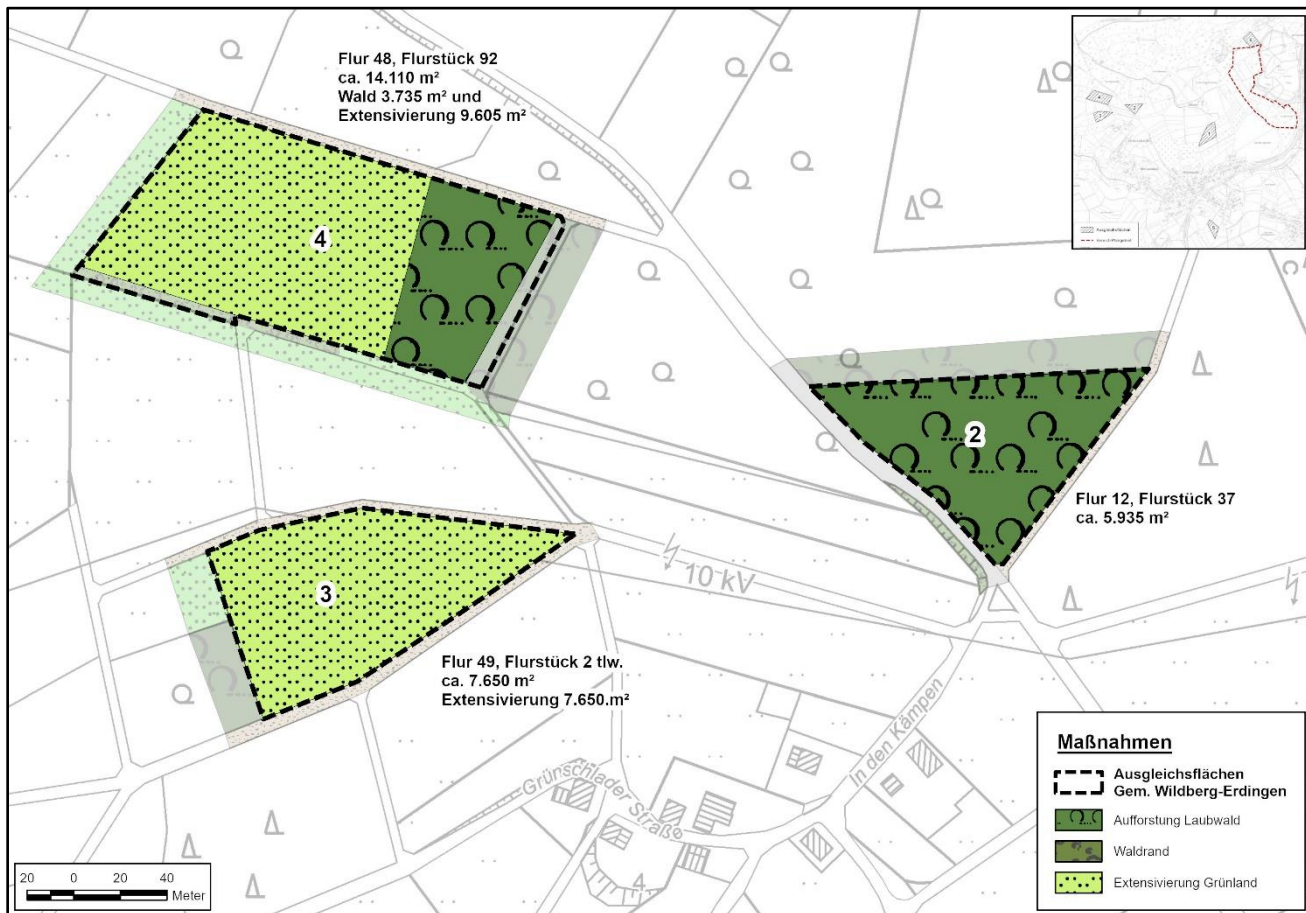 Flur 48, Flurstück 92
ca. 14.110 m²
Wald 3.735 m² und
Extensivierung 9.605 m²
4
2
Flur 12, Flurstück 37
ca. 5.935 m²
3
10 kV
Flur 49, Flurstück 2 tlw.
ca. 7.650 m²
Extensivierung 7.650.m²
In den Kämpen
Grünschlader Straße
4
Ausgleichsflächen
Maßnahmen
Ausgleichsflächen
Gem. Wildberg-Erdingen
Aufforstung Laubwald
Waldrand
Extensivierung Grünland
20 0 20 40
Meter